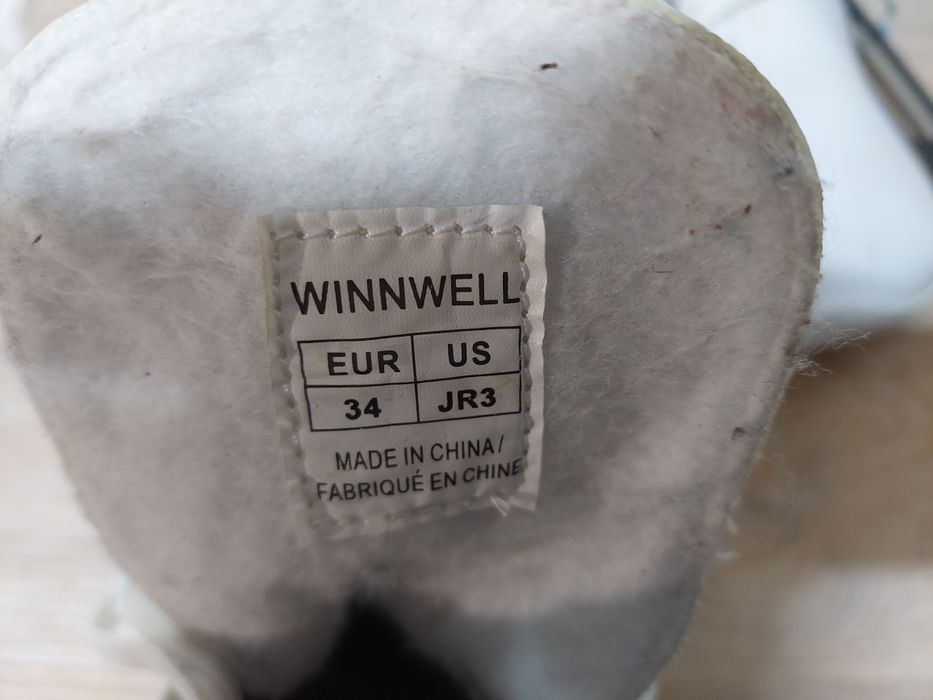 WINNWELL
EUR US
34 JR3
MADE IN CHINA/
FABRIQUÉ EN CHINE